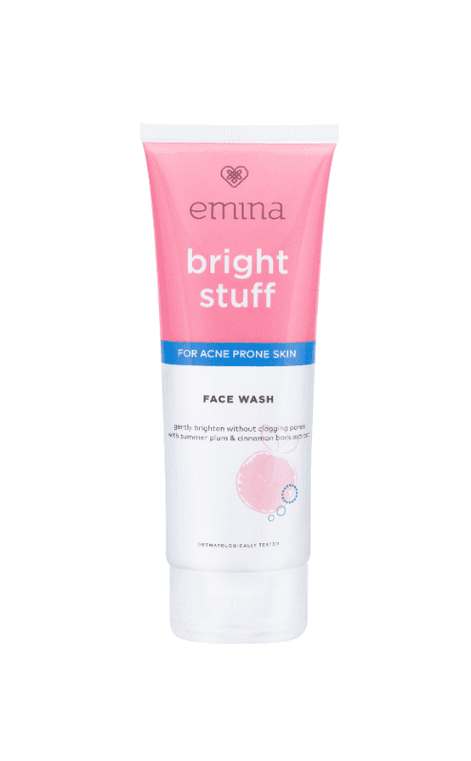 emina
bright
stuff
FOR ACNE PRONE SKIN
FACE WASH
gently brighten without clogging pores
with summer plum & cinnamon bark extract
DERMATOLOGICALLY TESTED